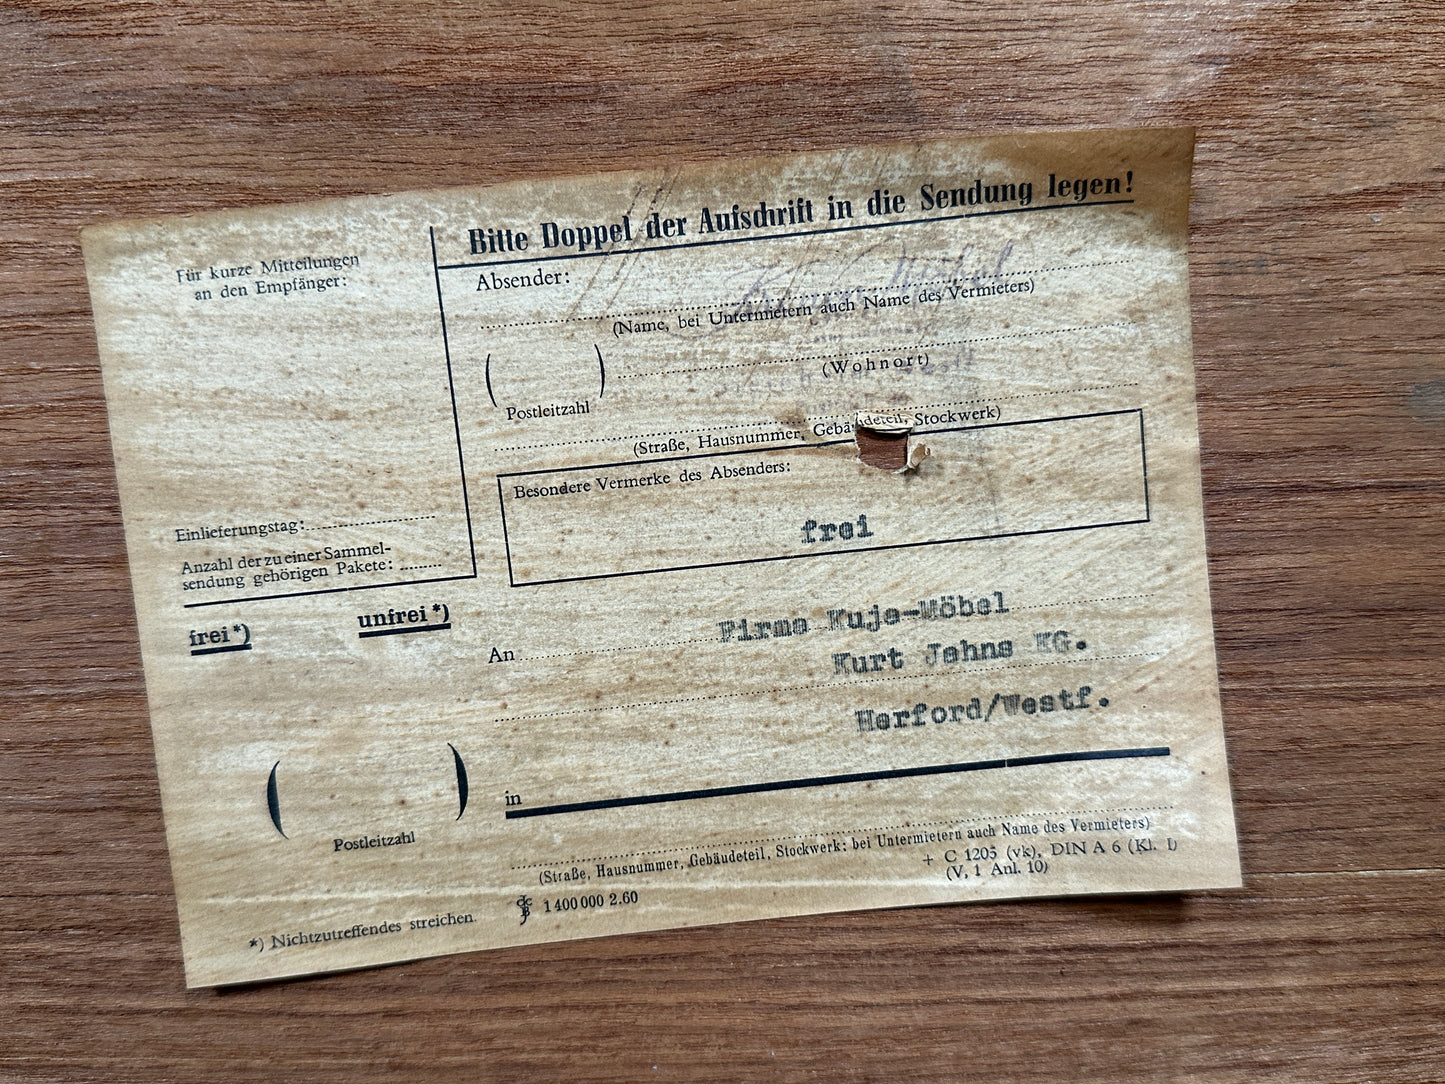 Bitte Doppel der Aufschrift in die Sendung legen!
Für kurze Mitteilungen
an den Empfänger:
Einlieferungstag:
Anzahl der zu einer Sammel-
sendung gehörigen Pakete:
Absender:
(Name, bei Untermietern auch Name des Vermieters)
(Wohnort)
Postleitzahl
(Straße, Hausnummer, Gebäudeteil, Stockwerk)
Besondere Vermerke des Absenders:
frei
frei *)
unfrei *)
An
Firma Kuja-Möbel
Kurt Jahns KG.
Herford/Westf.
( )
Postleitzahl
in
(Straße, Hausnummer, Gebäudeteil, Stockwerk; bei Untermietern auch Name des Vermieters)
+ C 1205 (vk), DIN A 6 (Kl. I)
(V, 1 Anl. 10)
1 400 000 2.60
*) Nichtzutreffendes streichen.